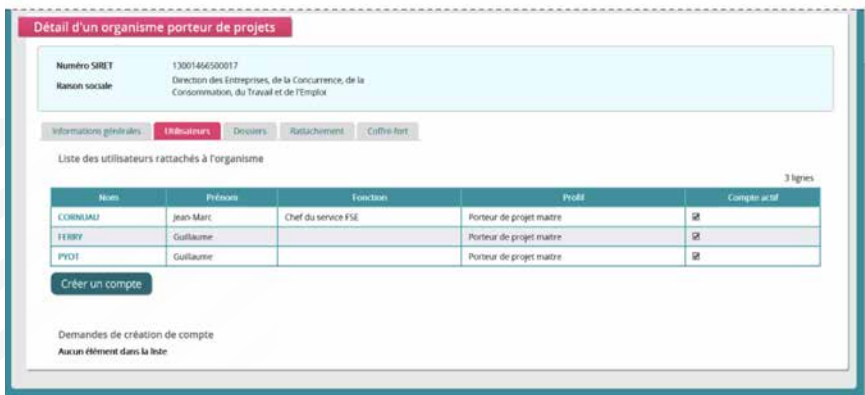 Détail d'un organisme porteur de projets
Numéro SIRET 13001466500017
Raison sociale Direction des Entreprises, de la Concurrence, de la
Consommation, du Travail et de l'Emploi
Informations générales Utilisateurs Dossiers Rattachement Coffre-fort
Liste des utilisateurs rattachés à l'organisme
3 lignes
Nom Prénom Fonction Profil Compte actif
CORNUAU Jean-Marc Chef du service FSE Porteur de projet maitre
FERRY Guillaume Porteur de projet maitre
PYOT Guillaume Porteur de projet maitre
Créer un compte
Demandes de création de compte
Aucun élément dans la liste